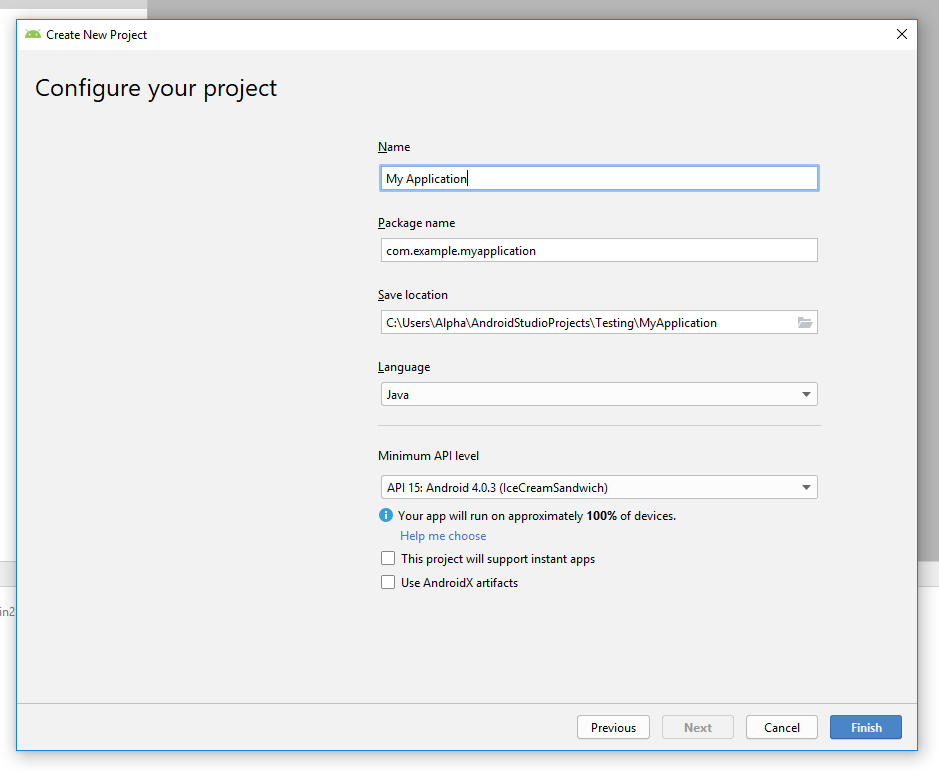 Create New Project
Configure your project
Name
My Application
Package name
com.example.myapplication
Save location
C:\Users\Alpha\AndroidStudioProjects\Testing\MyApplication
Language
Java
Minimum API level
API 15: Android 4.0.3 (IceCreamSandwich)
Your app will run on approximately 100% of devices.
Help me choose
This project will support instant apps
Use AndroidX artifacts
in2
Previous Next Cancel Finish